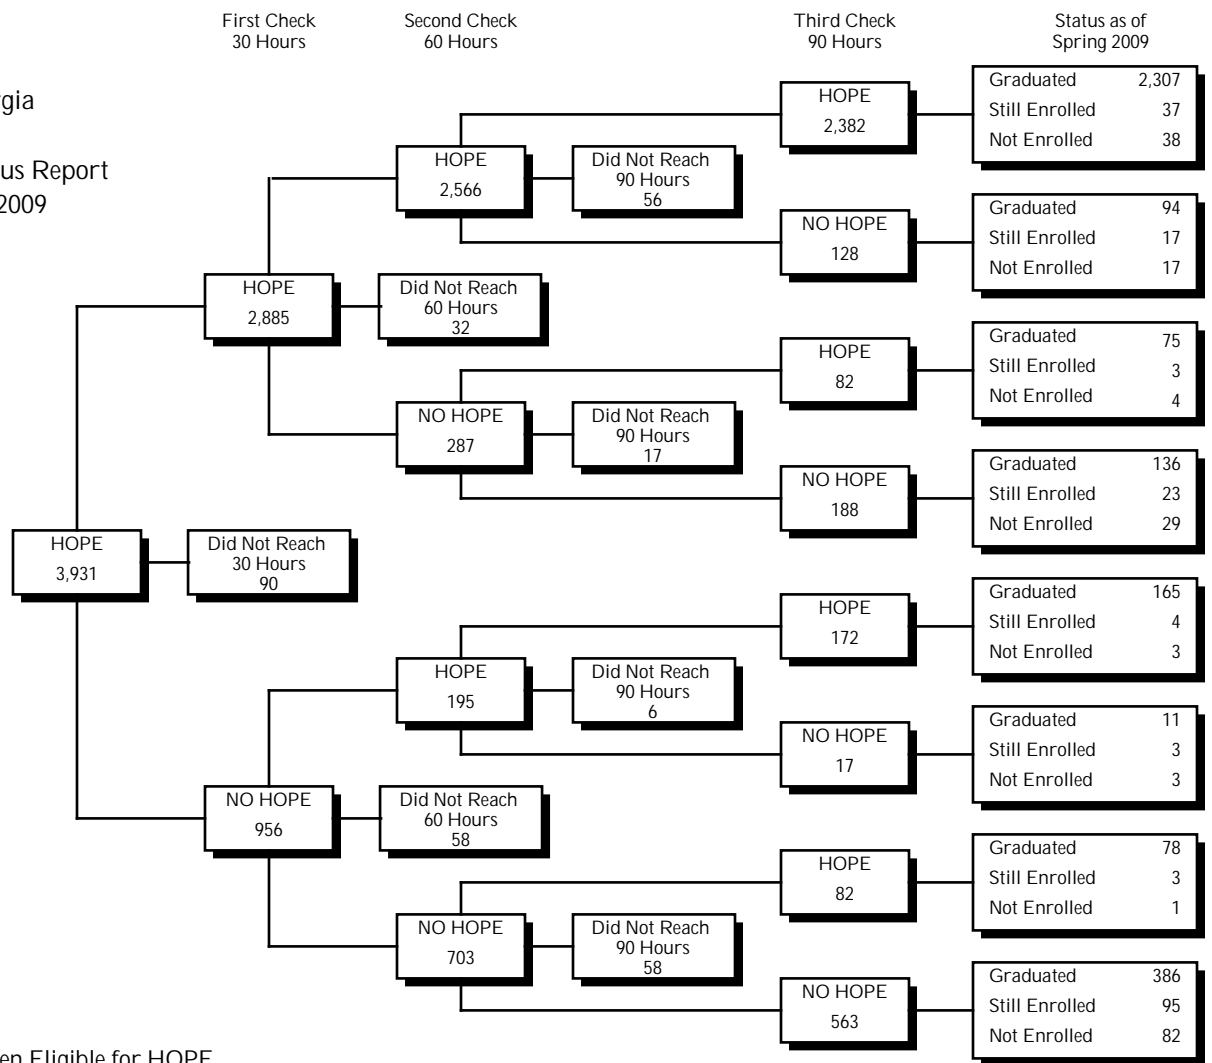 First Check
30 Hours
Second Check
60 Hours
Third Check
90 Hours
Status as of
Spring 2009
rgia
us Report
2009
HOPE
3,931
Did Not Reach
30 Hours
90
HOPE
2,885
Did Not Reach
60 Hours
32
HOPE
2,566
Did Not Reach
90 Hours
56
HOPE
2,382
Graduated 2,307
Still Enrolled 37
Not Enrolled 38
NO HOPE
128
Graduated 94
Still Enrolled 17
Not Enrolled 17
NO HOPE
287
Did Not Reach
90 Hours
17
HOPE
82
Graduated 75
Still Enrolled 3
Not Enrolled 4
NO HOPE
188
Graduated 136
Still Enrolled 23
Not Enrolled 29
NO HOPE
956
Did Not Reach
60 Hours
58
HOPE
195
Did Not Reach
90 Hours
6
HOPE
172
Graduated 165
Still Enrolled 4
Not Enrolled 3
NO HOPE
17
Graduated 11
Still Enrolled 3
Not Enrolled 3
NO HOPE
703
Did Not Reach
90 Hours
58
HOPE
82
Graduated 78
Still Enrolled 3
Not Enrolled 1
NO HOPE
563
Graduated 386
Still Enrolled 95
Not Enrolled 82
en Eligible for HOPE